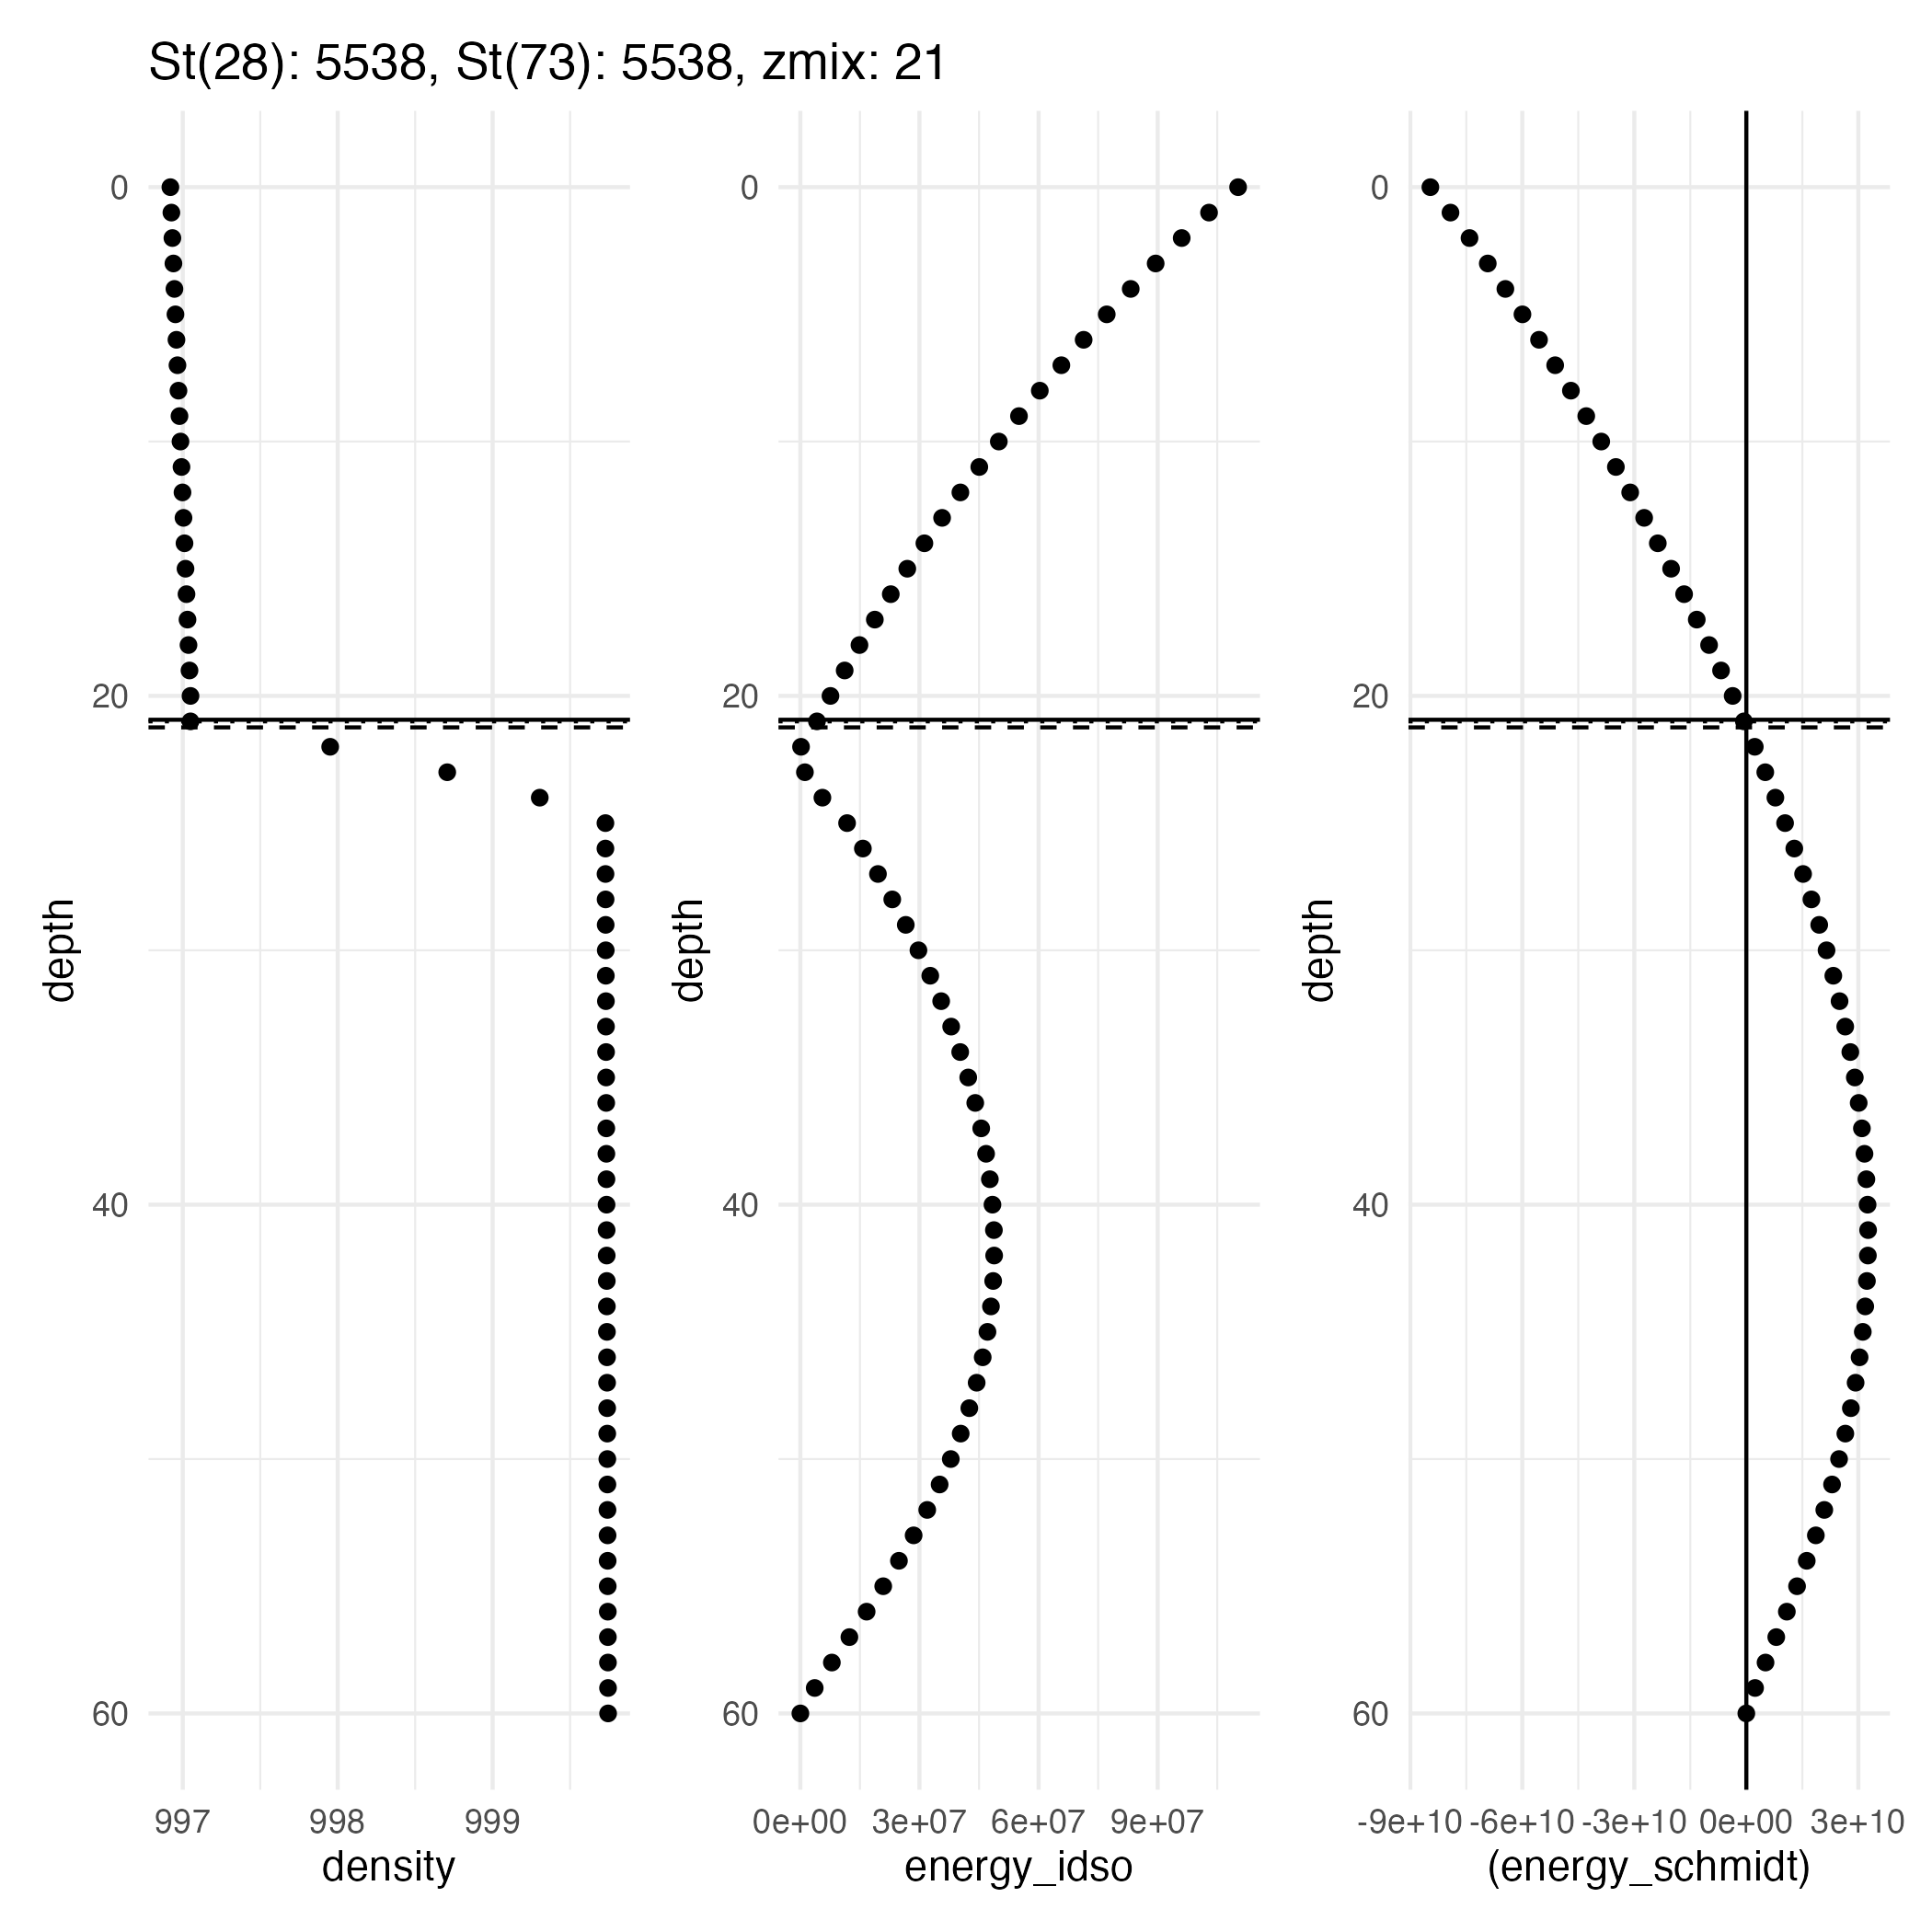 St(28): 5538, St(73): 5538, zmix: 21
0
20
40
60
depth
997 998 999
density
0
20
40
60
depth
0e+00 3e+07 6e+07 9e+07
energy_idso
0
20
40
60
depth
-9e+10 -6e+10 -3e+10 0e+00 3e+10
(energy_schmidt)